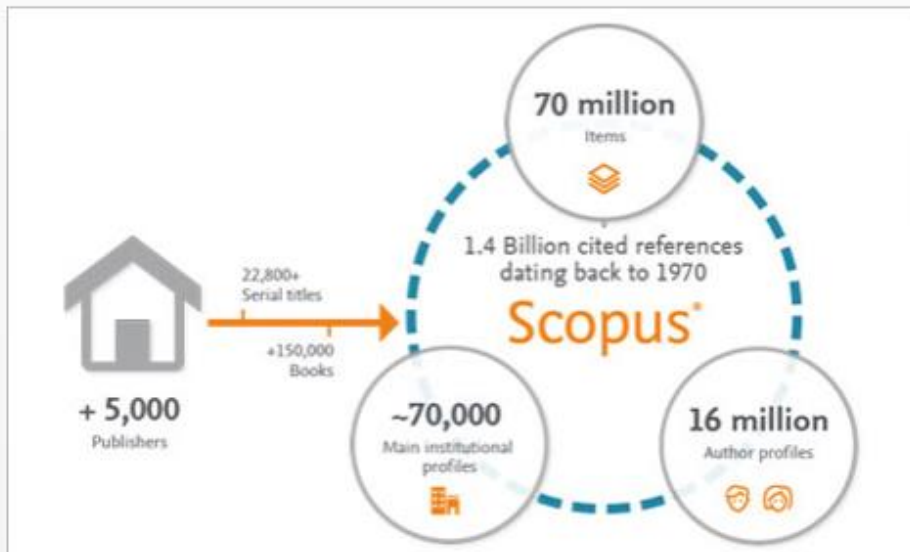 70 million
Items
1.4 Billion cited references
dating back to 1970
Scopus®
22,800+
Serial titles
+150,000
Books
+ 5,000
Publishers
~70,000
Main institutional
profiles
16 million
Author profiles